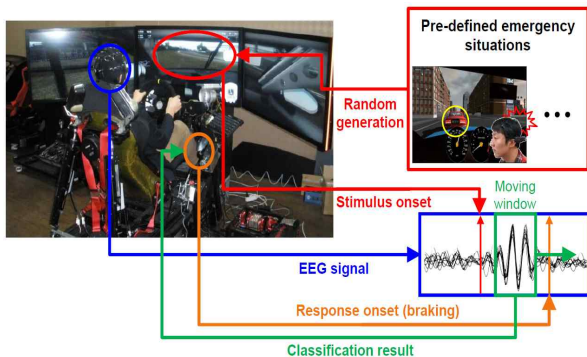 Pre-defined emergency
situations
Random
generation
Stimulus onset
Moving
window
EEG signal
Response onset (braking)
Classification result